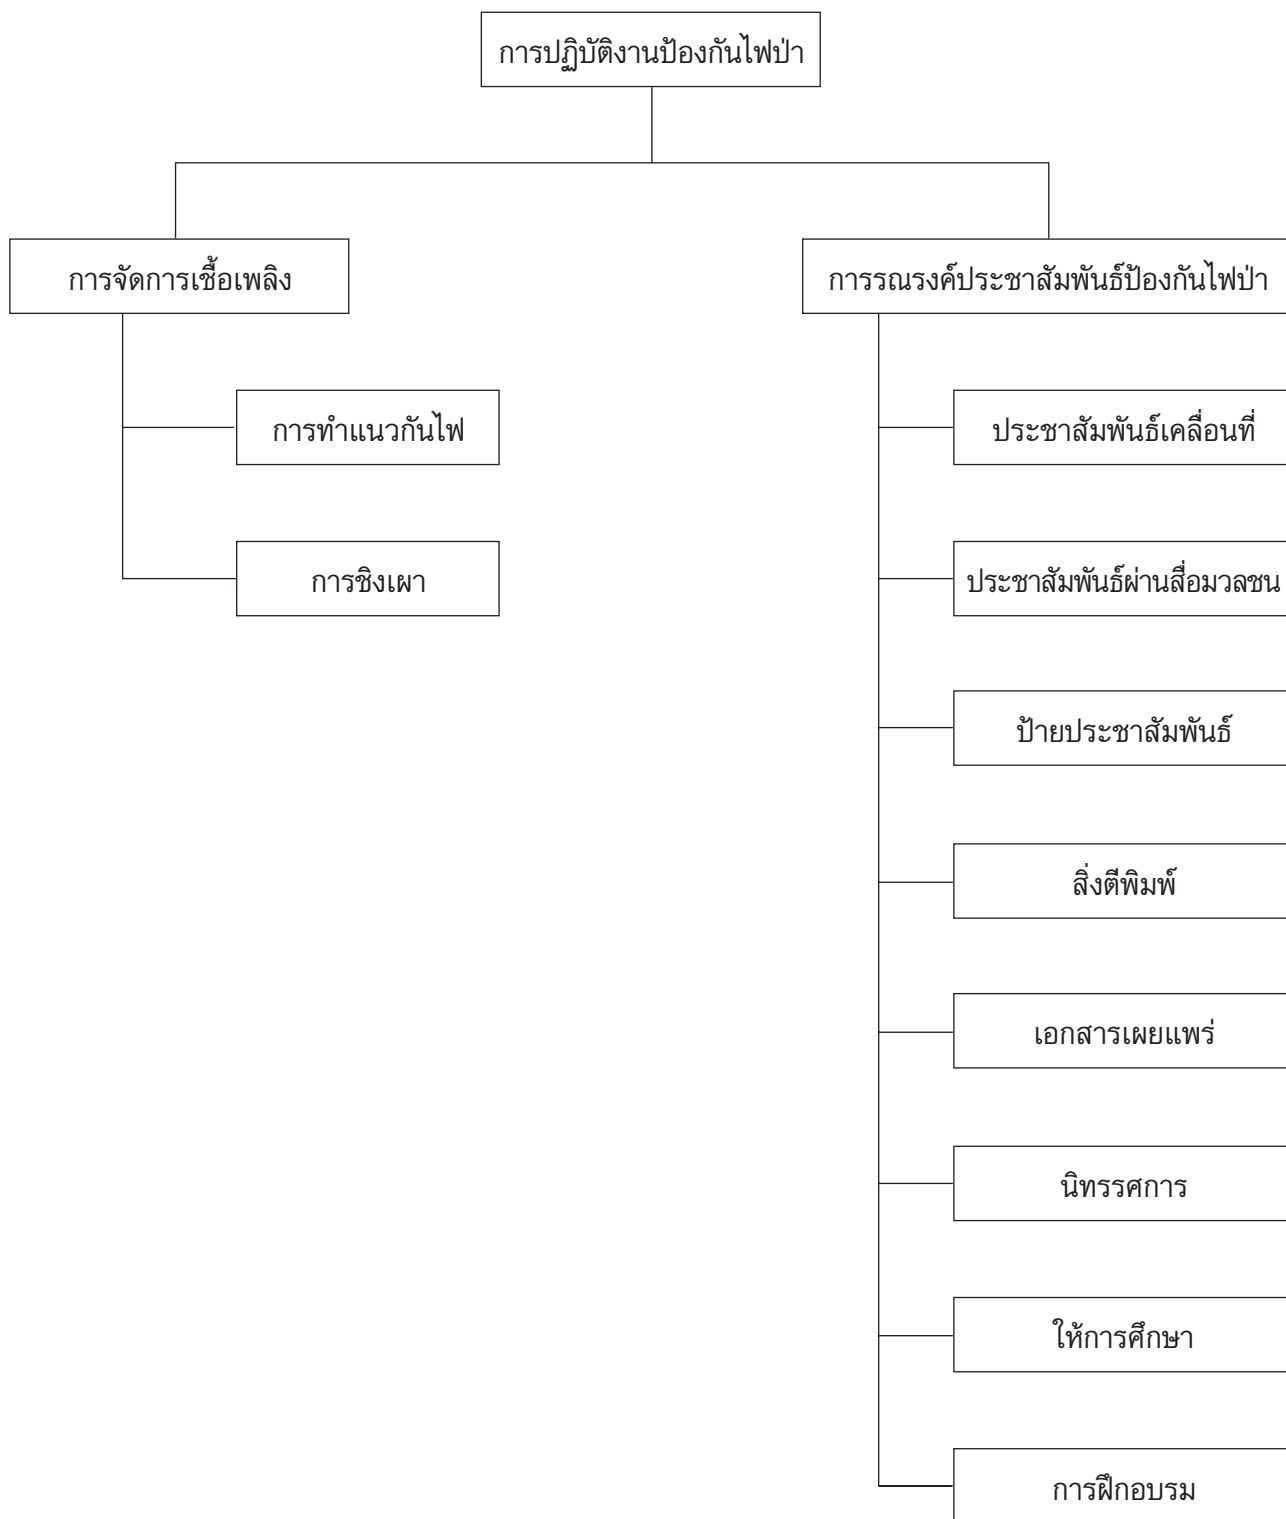 การปฏิบัติงานป้องกันไฟป่า
การจัดการเชื้อเพลิง
การทำแนวกันไฟ
การชิงเผา
การรณรงค์ประชาสัมพันธ์ป้องกันไฟป่า
ประชาสัมพันธ์เคลื่อนที่
ประชาสัมพันธ์ผ่านสื่อมวลชน
ป้ายประชาสัมพันธ์
สิ่งตีพิมพ์
เอกสารเผยแพร่
นิทรรศการ
ให้การศึกษา
การฝึกอบรม